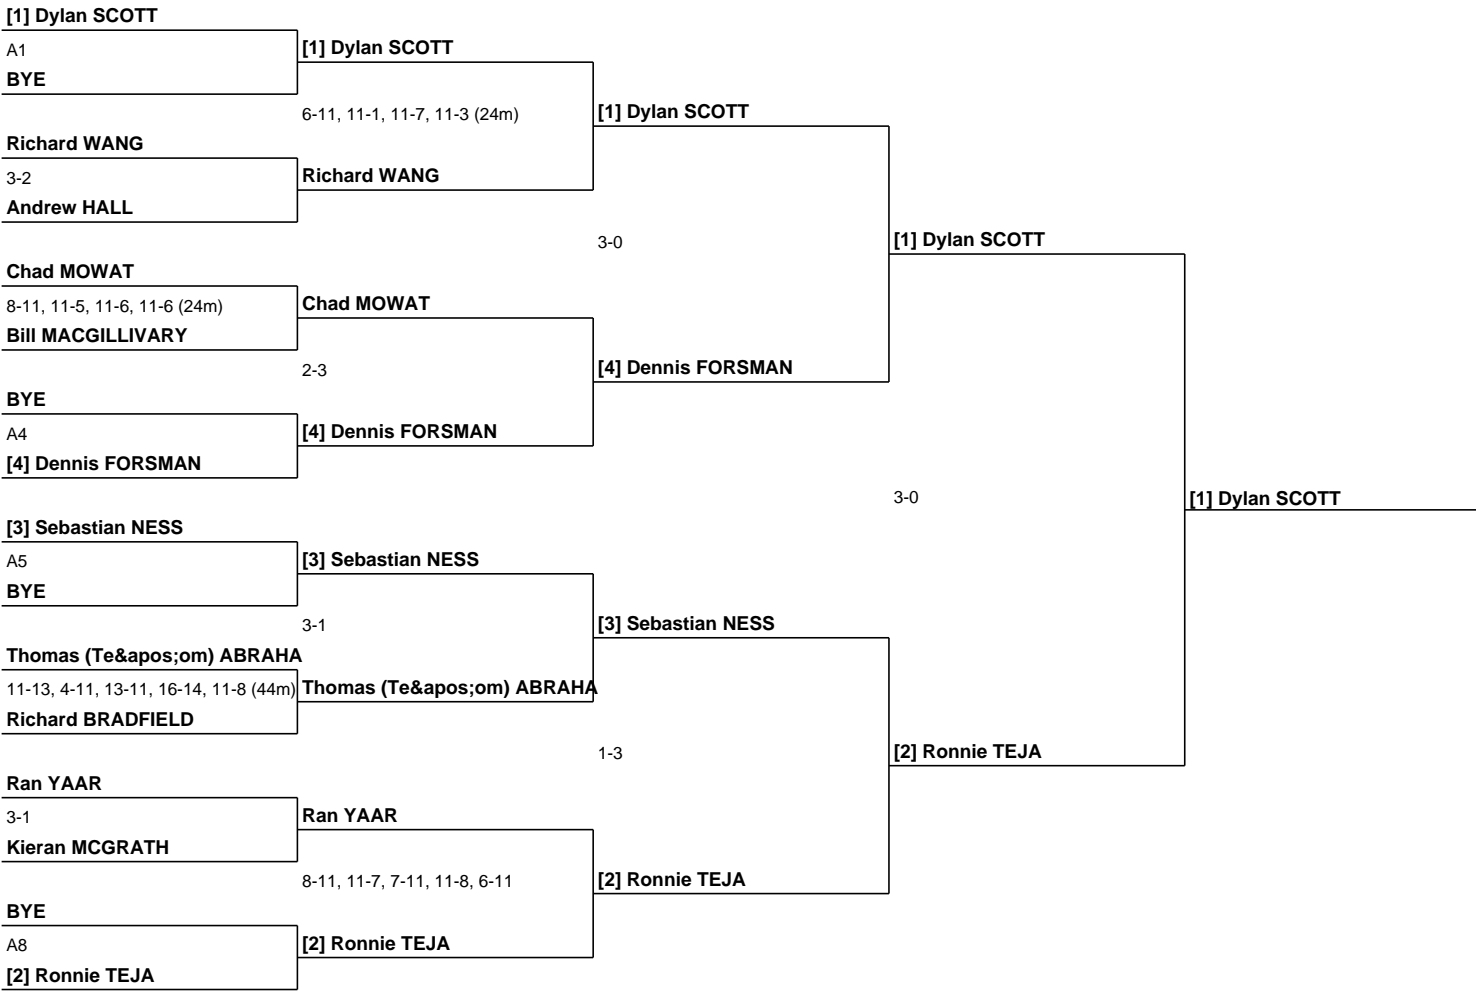 [1] Dylan SCOTT
A1
BYE
[1] Dylan SCOTT
6-11, 11-1, 11-7, 11-3 (24m)
Richard WANG
3-2
Andrew HALL
Richard WANG
[1] Dylan SCOTT
3-0
Chad MOWAT
8-11, 11-5, 11-6, 11-6 (24m)
Bill MACGILLIVARY
Chad MOWAT
2-3
BYE
A4
[4] Dennis FORSMAN
[4] Dennis FORSMAN
[4] Dennis FORSMAN
[1] Dylan SCOTT
3-0
[1] Dylan SCOTT
[3] Sebastian NESS
A5
BYE
[3] Sebastian NESS
3-1
Thomas (Te&apos;om) ABRAHA
11-13, 4-11, 13-11, 16-14, 11-8 (44m)
Richard BRADFIELD
Thomas (Te&apos;om) ABRAHA
[3] Sebastian NESS
1-3
Ran YAAR
3-1
Kieran MCGRATH
Ran YAAR
8-11, 11-7, 7-11, 11-8, 6-11
BYE
A8
[2] Ronnie TEJA
[2] Ronnie TEJA
[2] Ronnie TEJA
[2] Ronnie TEJA